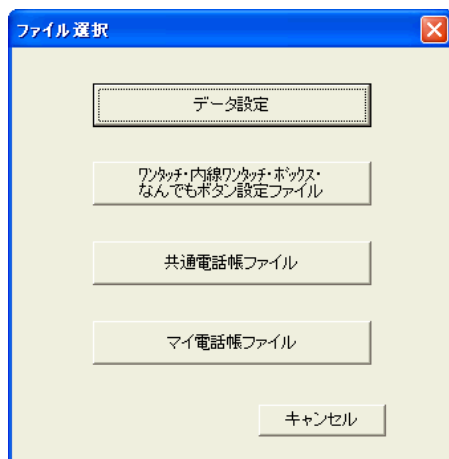 ファイル選択
データ設定
ワンタッチ・内線ワンタッチ・ボックス・
なんでもボタン設定ファイル
共通電話帳ファイル
マイ電話帳ファイル
キャンセル